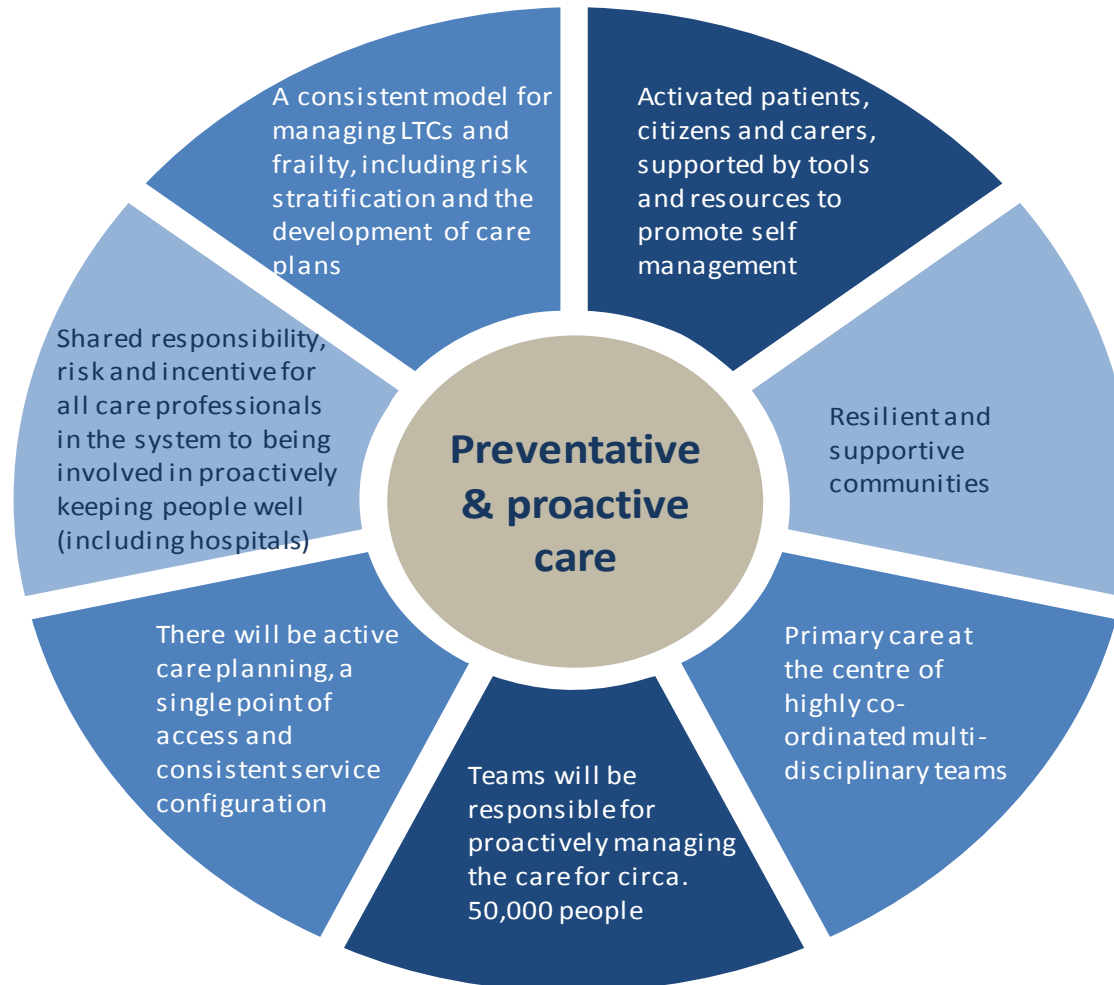 A consistent model for
managing LTCs and
frailty, including risk
stratification and the
development of care
plans
Activated patients,
citizens and carers,
supported by tools
and resources to
promote self
management
Shared responsibility,
risk and incentive for
all care professionals
in the system to being
involved in proactively
keeping people well
(including hospitals)
Preventative
& proactive
care
Resilient and
supportive
communities
There will be active
care planning, a
single point of
access and
consistent service
configuration
Primary care at
the centre of
highly co-
ordinated multi-
disciplinary teams
Teams will be
responsible for
proactively managing
the care for circa.
50,000 people